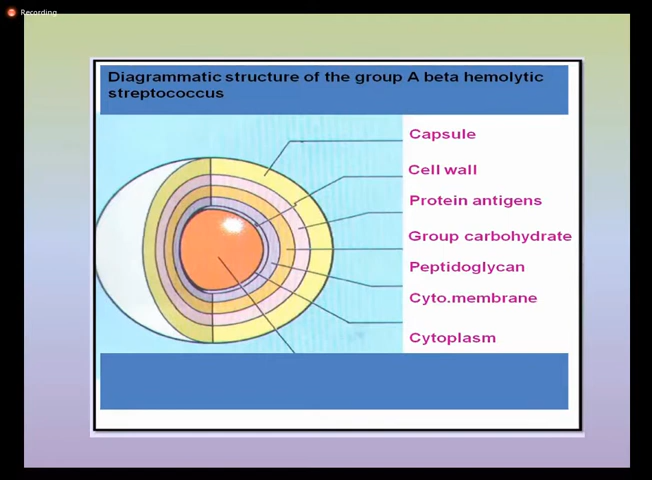 Recording
Diagrammatic structure of the group A beta hemolytic
streptococcus
Capsule
Cell wall
Protein antigens
Group carbohydrate
Peptidoglycan
Cyto.membrane
Cytoplasm